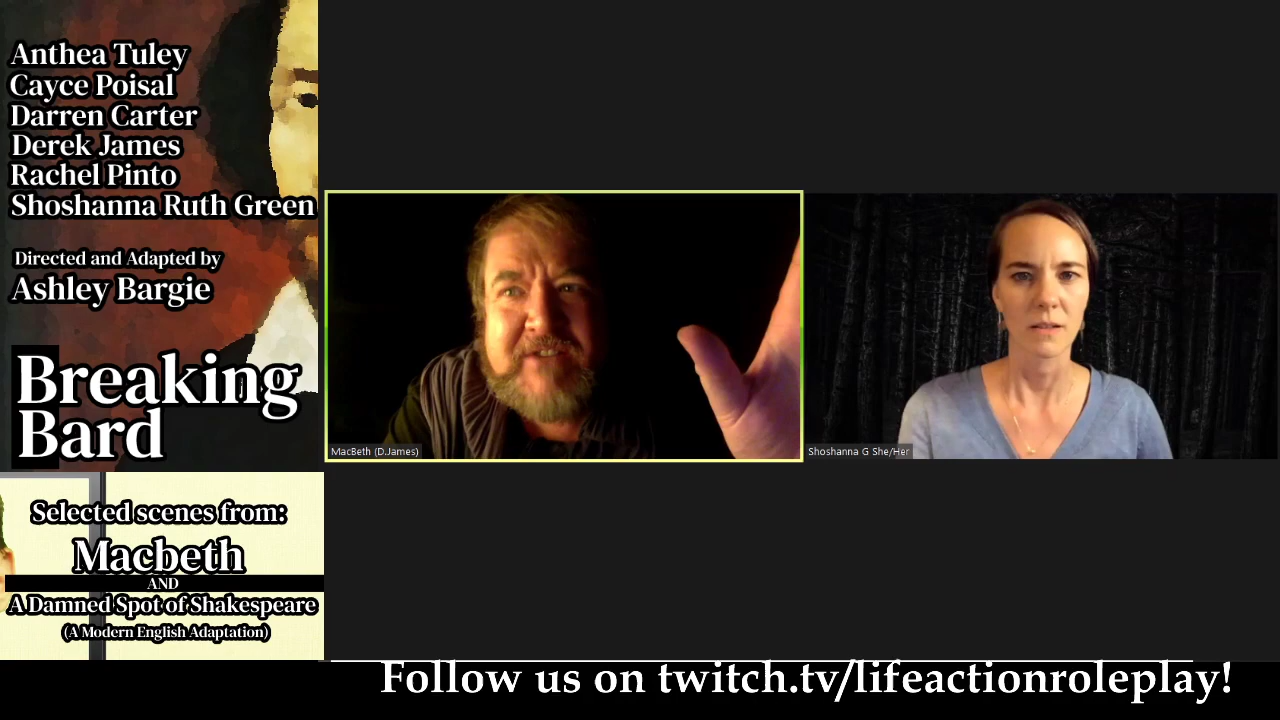 Anthea Tuley
Cayce Poisal
Darren Carter
Derek James
Rachel Pinto
Shoshanna Ruth Green
Directed and Adapted by
Ashley Bargie
Breaking
Bard
Selected scenes from:
Macbeth
AND
A Damned Spot of Shakespeare
(A Modern English Adaptation)
MacBeth (D.James)
Shoshanna G She/Her
Follow us on twitch.tv/lifeactionroleplay!